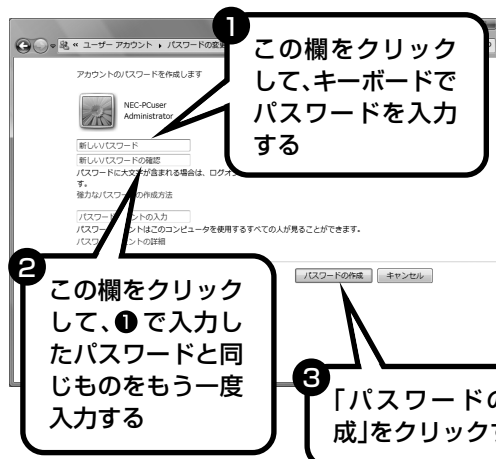 « ユーザー アカウント ▸ パスワードの変更
アカウントのパスワードを作成します
NEC-PCuser
Administrator
新しいパスワード
新しいパスワードの確認
パスワードに大文字が含まれる場合は、ログオ
す。
強力なパスワードの作成方法
パスワード ントの入力
パスワー ントはこのコンピュータを使用するすべての人が見ることができます。
パスワ ントの詳細
パスワードの作成 キャンセル
❶
この欄をクリック
して、キーボードで
パスワードを入力
する
❷
この欄をクリック
して、❶で入力し
たパスワードと同
じものをもう一度
入力する
❸
「パスワードの
成」をクリックす